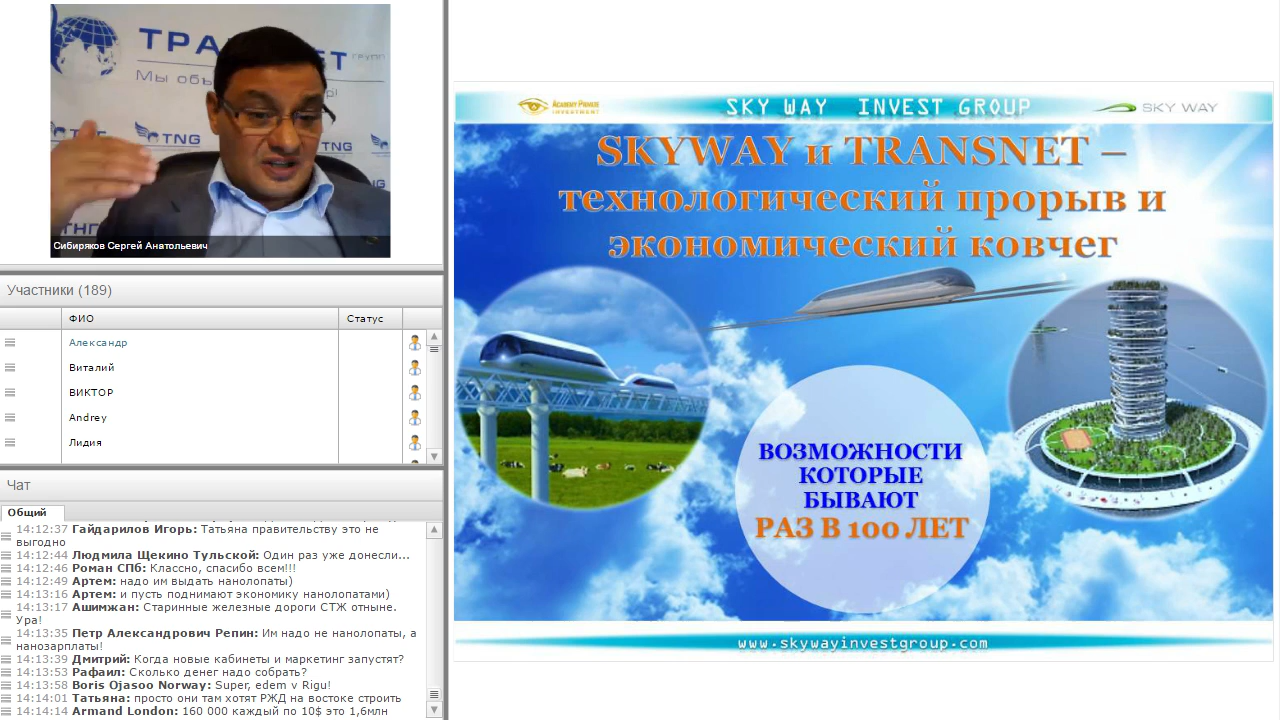 ТРА
ГРУПП
Мы объ
TNG
TNG
ТНГ
Сибиряков Сергей Анатольевич
Участники (189)
ФИО
Статус
Александр
Виталий
ВИКТОР
Andrey
Лидия
Чат
Общий
14:12:37 Гайдарилов Игорь: Татьяна правительству это не
выгодно
14:12:44 Людмила Щекино Тульской: Один раз уже донесли...
14:12:46 Роман СПб: Классно, спасибо всем!!!
14:12:49 Артем: надо им выдать нанолопаты)
14:13:16 Артем: и пусть поднимают экономику нанолопатами)
14:13:17 Ашимжан: Старинные железные дороги СТЖ отныне.
Ура!
14:13:35 Петр Александрович Репин: Им надо не нанолопаты, а
нанозарплаты!
14:13:39 Дмитрий: Когда новые кабинеты и маркетинг запустят?
14:13:53 Рафаил: Сколько денег надо собрать?
14:13:58 Boris Ojasoo Norway: Super, edem v Rigu!
14:14:01 Татьяна: просто они там хотят РЖД на востоке строить
14:14:14 Armand London: 160 000 каждый по 10$ это 1,6млн
ACADEMY PRIVATE
INVESTMENT
SKY WAY INVEST GROUP
SKY WAY
SKYWAY и TRANSNET –
технологический прорыв и
экономический ковчег
ВОЗМОЖНОСТИ
КОТОРЫЕ
БЫВАЮТ
РАЗ В 100 ЛЕТ
www.skywayinvestgroup.com